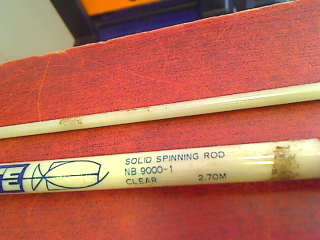 SOLID SPINNING ROD
NB 9000-1
CLEAR 2.70M